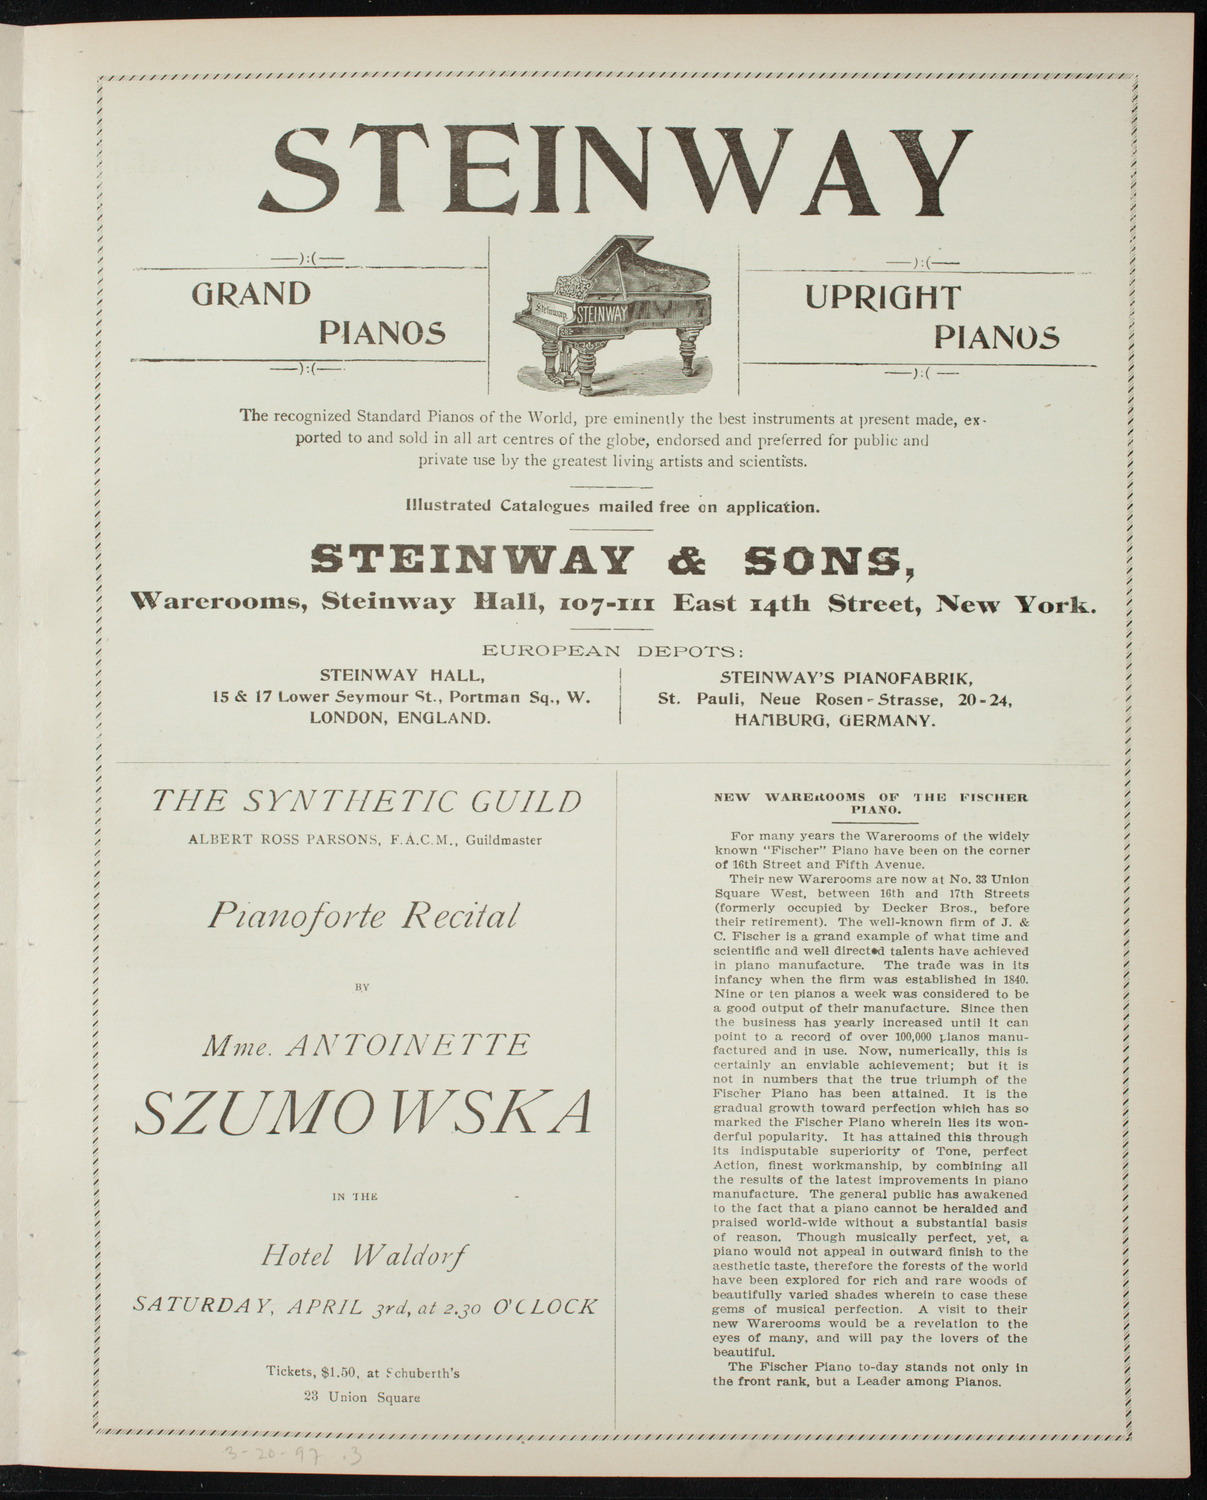 STEINWAY
GRAND
PIANOS
Steinway
STEINWAY
UPRIGHT
PIANOS
The recognized Standard Pianos of the World, pre eminently the best instruments at present made, ex-
ported to and sold in all art centres of the globe, endorsed and preferred for public and
private use by the greatest living artists and scientists.
Illustrated Catalogues mailed free on application.
STEINWAY & SONS,
Warerooms, Steinway Hall, 107-111 East 14th Street, New York.
EUROPEAN DEPOTS:
STEINWAY HALL,
15 & 17 Lower Seymour St., Portman Sq., W.
LONDON, ENGLAND.
STEINWAY'S PIANOFABRIK,
St. Pauli, Neue Rosen-Strasse, 20-24,
HAMBURG, GERMANY.
THE SYNTHETIC GUILD
ALBERT ROSS PARSONS, F.A.C.M., Guildmaster
Pianoforte Recital
BY
Mme. ANTOINETTE
SZUMOWSKA
IN THE
Hotel Waldorf
SATURDAY, APRIL 3rd, at 2.30 O'CLOCK
Tickets, $1.50, at Schuberth's
23 Union Square
NEW WAREROOMS OF THE FISCHER
PIANO.
For many years the Warerooms of the widely
known "Fischer" Piano have been on the corner
of 16th Street and Fifth Avenue.
Their new Warerooms are now at No. 33 Union
Square West, between 16th and 17th Streets
(formerly occupied by Decker Bros., before
their retirement). The well-known firm of J. &
C. Fischer is a grand example of what time and
scientific and well directed talents have achieved
in piano manufacture. The trade was in its
infancy when the firm was established in 1840.
Nine or ten pianos a week was considered to be
a good output of their manufacture. Since then
the business has yearly increased until it can
point to a record of over 100,000 pianos manu-
factured and in use. Now, numerically, this is
certainly an enviable achievement; but it is
not in numbers that the true triumph of the
Fischer Piano has been attained. It is the
gradual growth toward perfection which has so
marked the Fischer Piano wherein lies its won-
derful popularity. It has attained this through
its indisputable superiority of Tone, perfect
Action, finest workmanship, by combining all
the results of the latest improvements in piano
manufacture. The general public has awakened
to the fact that a piano cannot be heralded and
praised world-wide without a substantial basis
of reason. Though musically perfect, yet, a
piano would not appeal in outward finish to the
aesthetic taste, therefore the forests of the world
have been explored for rich and rare woods of
beautifully varied shades wherein to case these
gems of musical perfection. A visit to their
new Warerooms would be a revelation to the
eyes of many, and will pay the lovers of the
beautiful.
The Fischer Piano to-day stands not only in
the front rank, but a Leader among Pianos.
3-20-97 .3